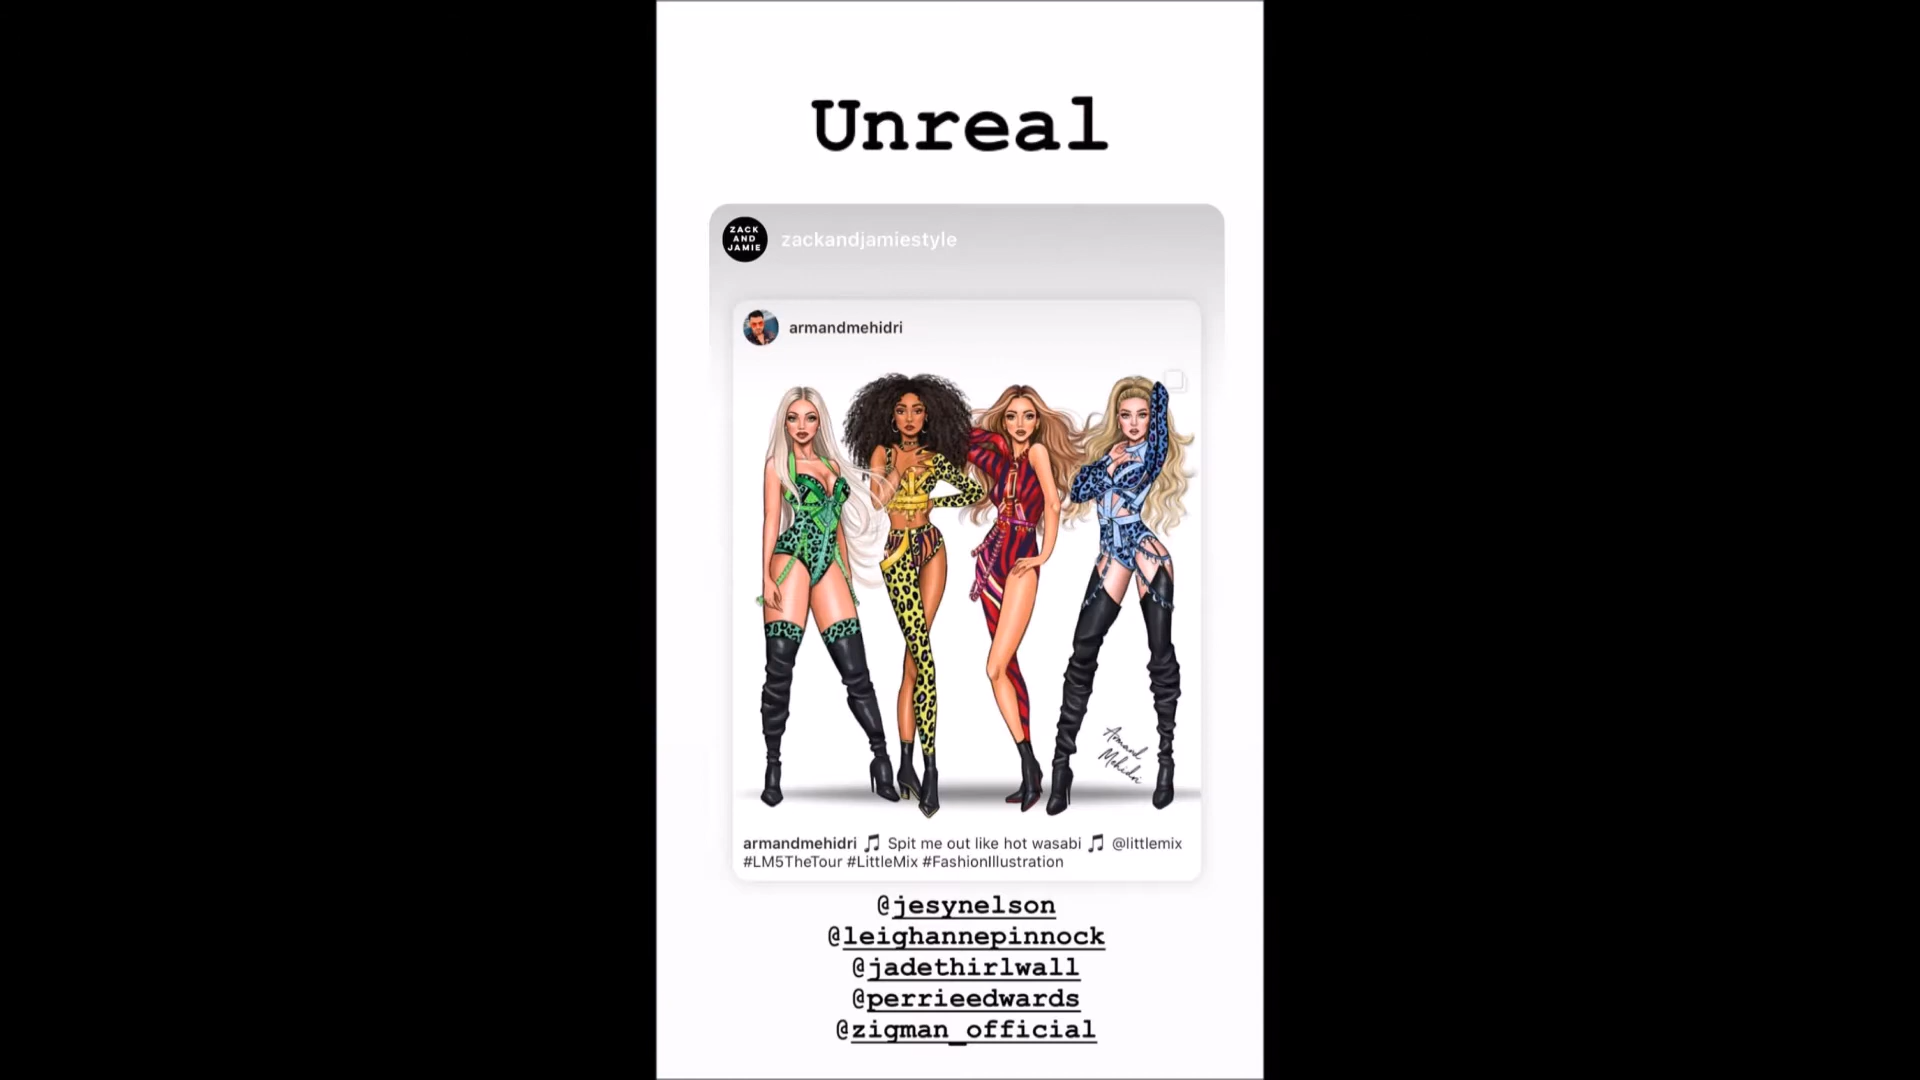 Unreal
ZACK
AND
JAMIE
zackandjamiestyle
armandmehidri
Armand
Mehidri
armandmehidri 🎵 Spit me out like hot wasabi 🎵 @littlemix
#LM5TheTour #LittleMix #FashionIllustration
@jesynelson
@leighannepinnock
@jadethirlwall
@perrieedwards
@zigman_official